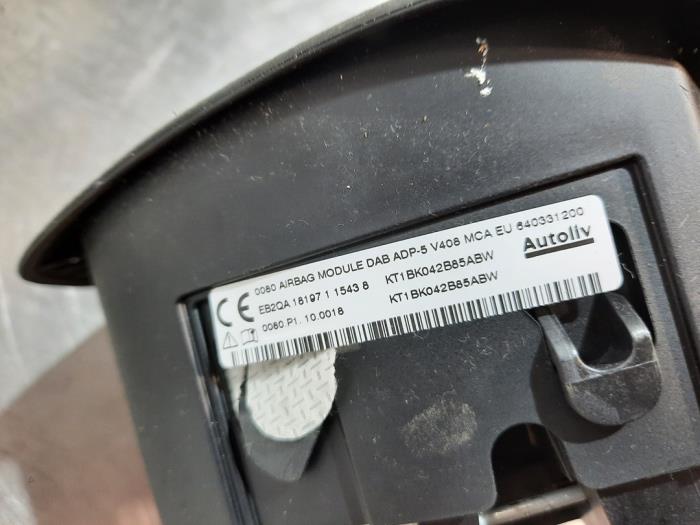 CE 0080 AIRBAG MODULE DAB ADP-5 V408 MCA EU 640331200
EB2QA 18197 1 1543 8 KT1BK042B85ABW Autoliv
0080.P1. 10.0018 KT1BK042B85ABW